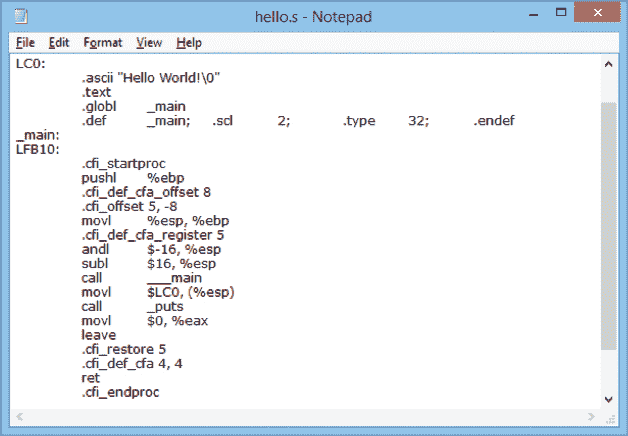 hello.s - Notepad
File Edit Format View Help
LC0:
.ascii "Hello World!\0"
.text
.globl _main
.def _main; .scl 2; .type 32; .endef
_main:
LFB10:
.cfi_startproc
pushl %ebp
.cfi_def_cfa_offset 8
.cfi_offset 5, -8
movl %esp, %ebp
.cfi_def_cfa_register 5
andl $-16, %esp
subl $16, %esp
call ___main
movl $LC0, (%esp)
call _puts
movl $0, %eax
leave
.cfi_restore 5
.cfi_def_cfa 4, 4
ret
.cfi_endproc